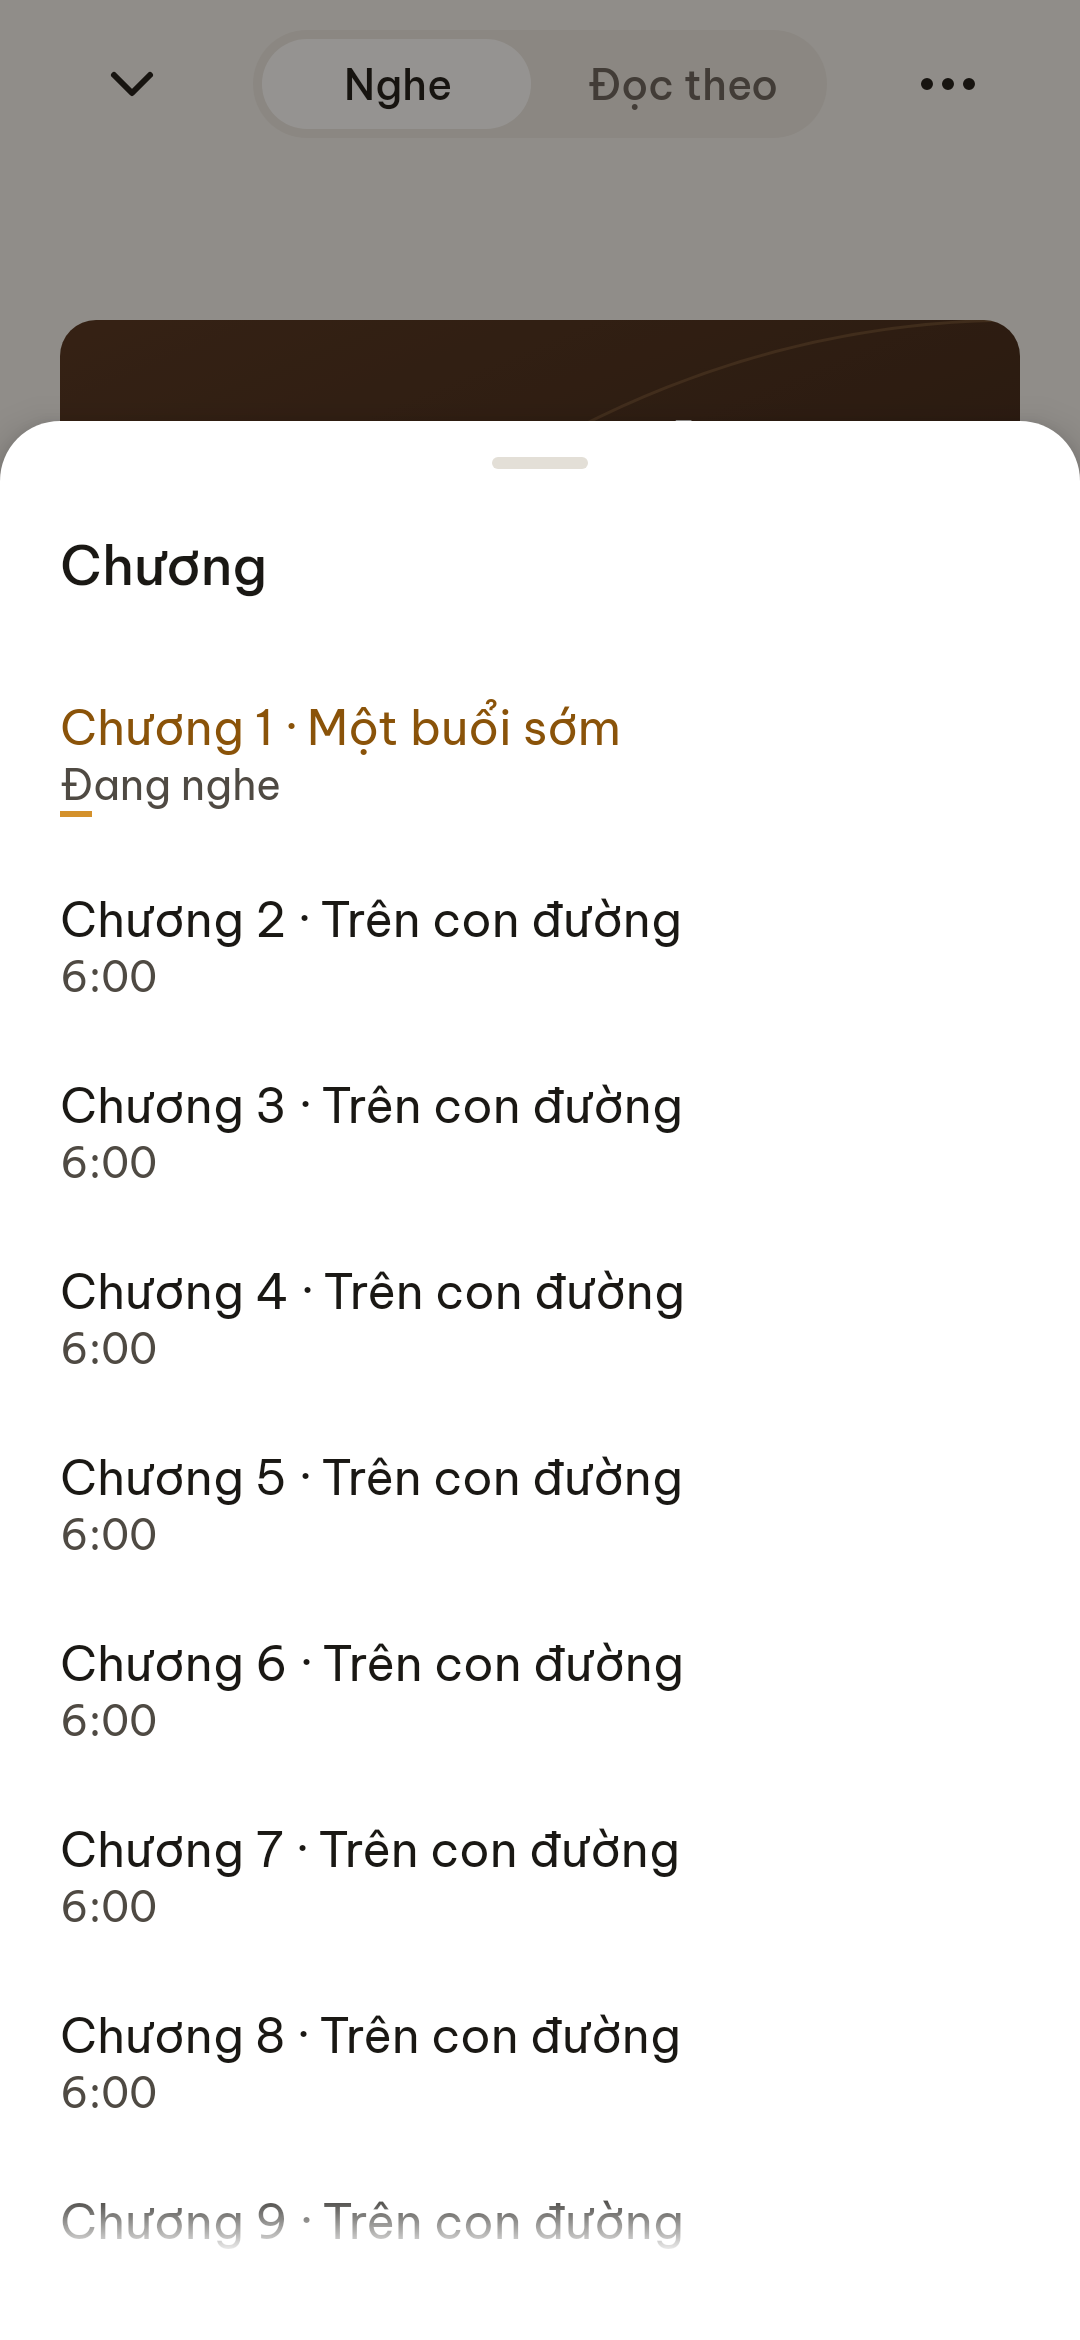 Nghe
Đọc theo
Chương
Chương 1 · Một buổi sớm
Đang nghe
Chương 2 · Trên con đường
6:00
Chương 3 · Trên con đường
6:00
Chương 4 · Trên con đường
6:00
Chương 5 · Trên con đường
6:00
Chương 6 · Trên con đường
6:00
Chương 7 · Trên con đường
6:00
Chương 8 · Trên con đường
6:00
Chương 9 · Trên con đường